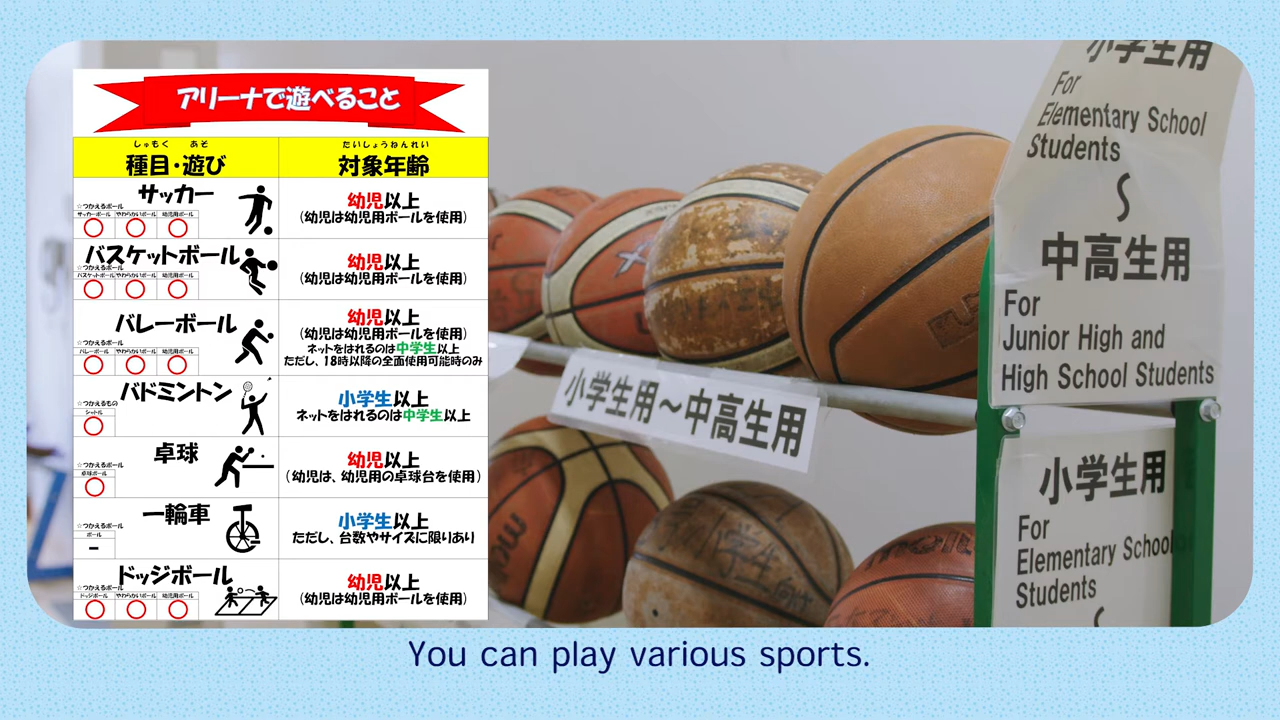 アリーナで遊べること
しゅもく あそ
種目・遊び
たいしょうねんれい
対象年齢
サッカー
☆つかえるボール
サッカーボール やわらかいボール 幼児用ボール
幼児以上
(幼児は幼児用ボールを使用)
バスケットボール
☆つかえるボール
バスケットボール やわらかいボール 幼児用ボール
幼児以上
(幼児は幼児用ボールを使用)
バレーボール
☆つかえるボール
バレーボール やわらかいボール 幼児用ボール
幼児以上
(幼児は幼児用ボールを使用)
ネットをはれるのは中学生以上
ただし、18時以降の全面使用可能時のみ
バドミントン
☆つかえるもの
シャトル
小学生以上
ネットをはれるのは中学生以上
卓球
☆つかえるボール
卓球ボール
幼児以上
(幼児は、幼児用の卓球台を使用)
一輪車
☆つかえるボール
ボール
-
小学生以上
ただし、台数やサイズに限りあり
ドッジボール
☆つかえるボール
ドッジボール やわらかいボール 幼児用ボール
幼児以上
(幼児は幼児用ボールを使用)
小学生用~中高生用
小学生用
For
Elementary School
Students
~
中高生用
For
Junior High and
High School Students
小学生用
For
Elementary School
Students
You can play various sports.